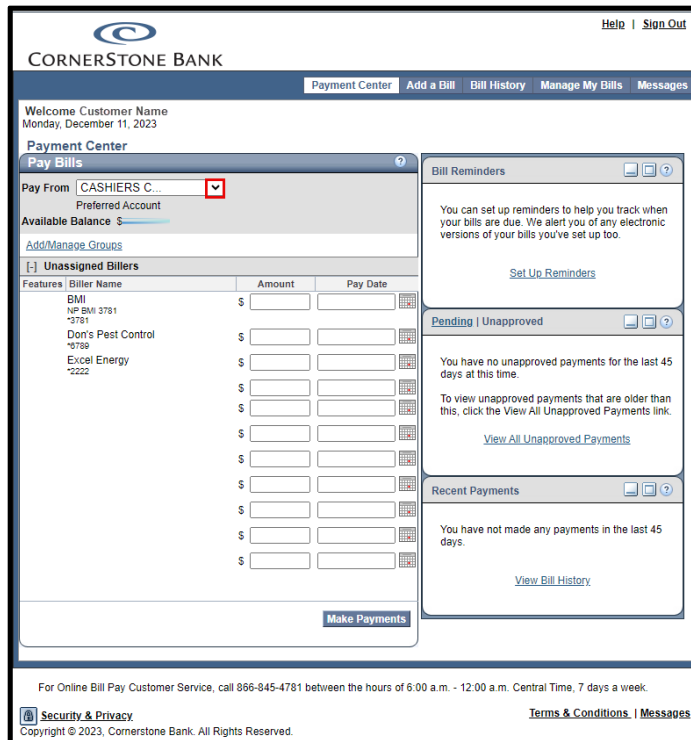 Help | Sign Out
CORNERSTONE BANK
Payment Center Add a Bill Bill History Manage My Bills Messages
Welcome Customer Name
Monday, December 11, 2023
Payment Center
Pay Bills ?
Pay From CASHIERS C...
Preferred Account
Available Balance $
Add/Manage Groups
[-] Unassigned Billers
Features Biller Name Amount Pay Date
BMI $
NP BMI 3781
*3781
Don's Pest Control $
*6789
Excel Energy $
*2222
$
$
$
$
$
$
$
$
Make Payments
Bill Reminders ?
You can set up reminders to help you track when
your bills are due. We alert you of any electronic
versions of your bills you've set up too.
Set Up Reminders
Pending | Unapproved ?
You have no unapproved payments for the last 45
days at this time.
To view unapproved payments that are older than
this, click the View All Unapproved Payments link.
View All Unapproved Payments
Recent Payments ?
You have not made any payments in the last 45
days.
View Bill History
For Online Bill Pay Customer Service, call 866-845-4781 between the hours of 6:00 a.m. - 12:00 a.m. Central Time, 7 days a week.
Security & Privacy
Terms & Conditions | Messages
Copyright © 2023, Cornerstone Bank. All Rights Reserved.